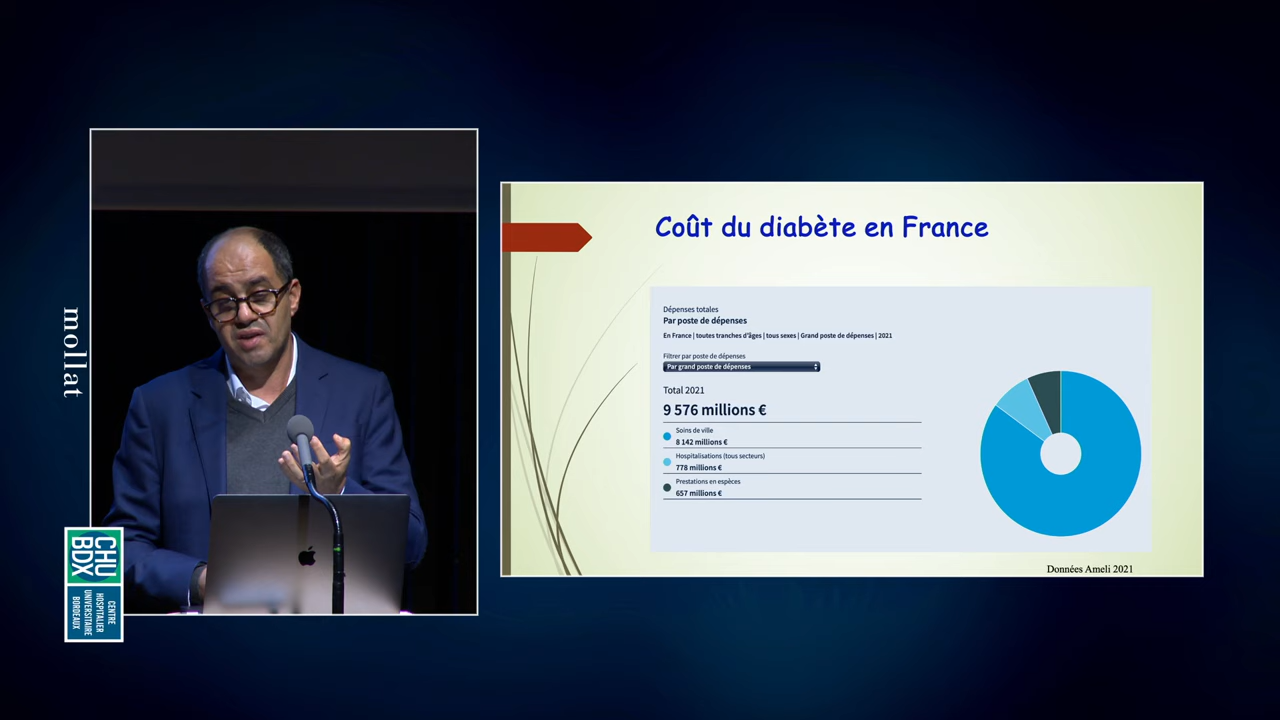 mollat
CHU
BDX
CENTRE
HOSPITALIER
UNIVERSITAIRE
BORDEAUX
Coût du diabète en France
Dépenses totales
Par poste de dépenses
En France | toutes tranches d'âges | tous sexes | Grand poste de dépenses | 2021
Filtrer par poste de dépenses
Par grand poste de dépenses
Total 2021
9 576 millions €
Soins de ville
8 142 millions €
Hospitalisations (tous secteurs)
778 millions €
Prestations en espèces
657 millions €
Données Ameli 2021